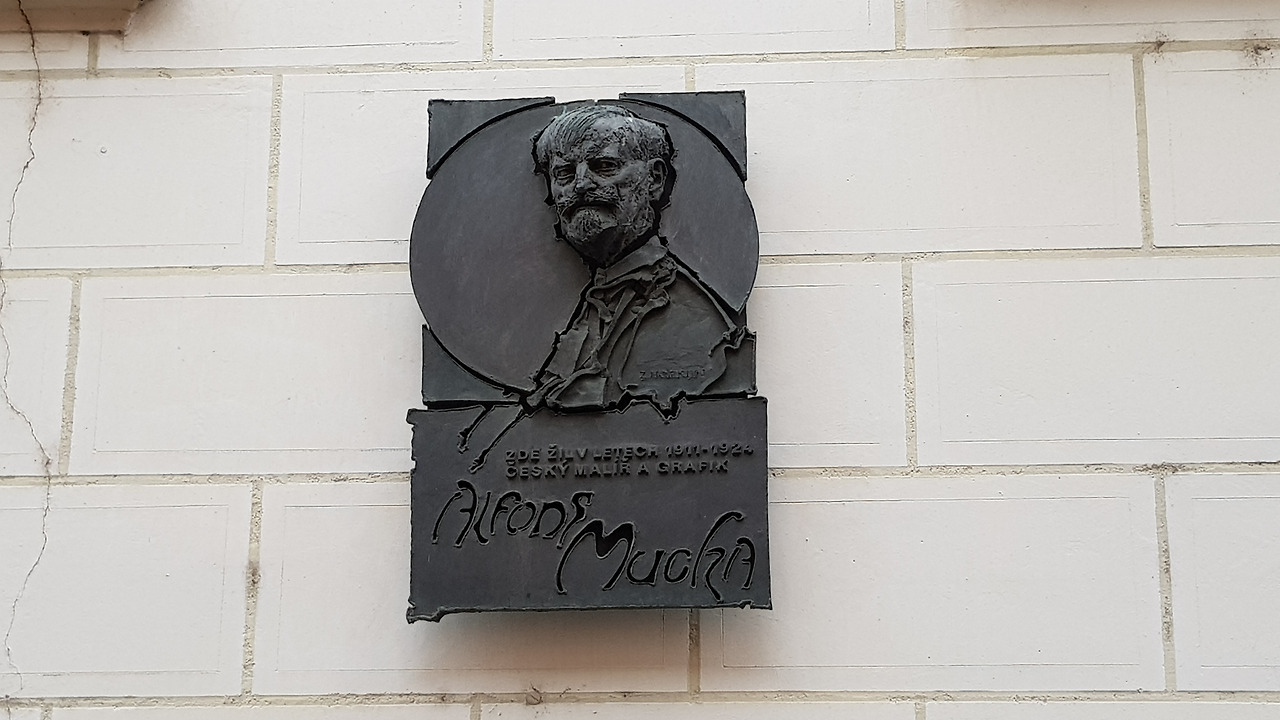 ZDE ŽIL V LETECH 1911-1924
ČESKÝ MALÍŘ A GRAFIK
Alfons
Mucha